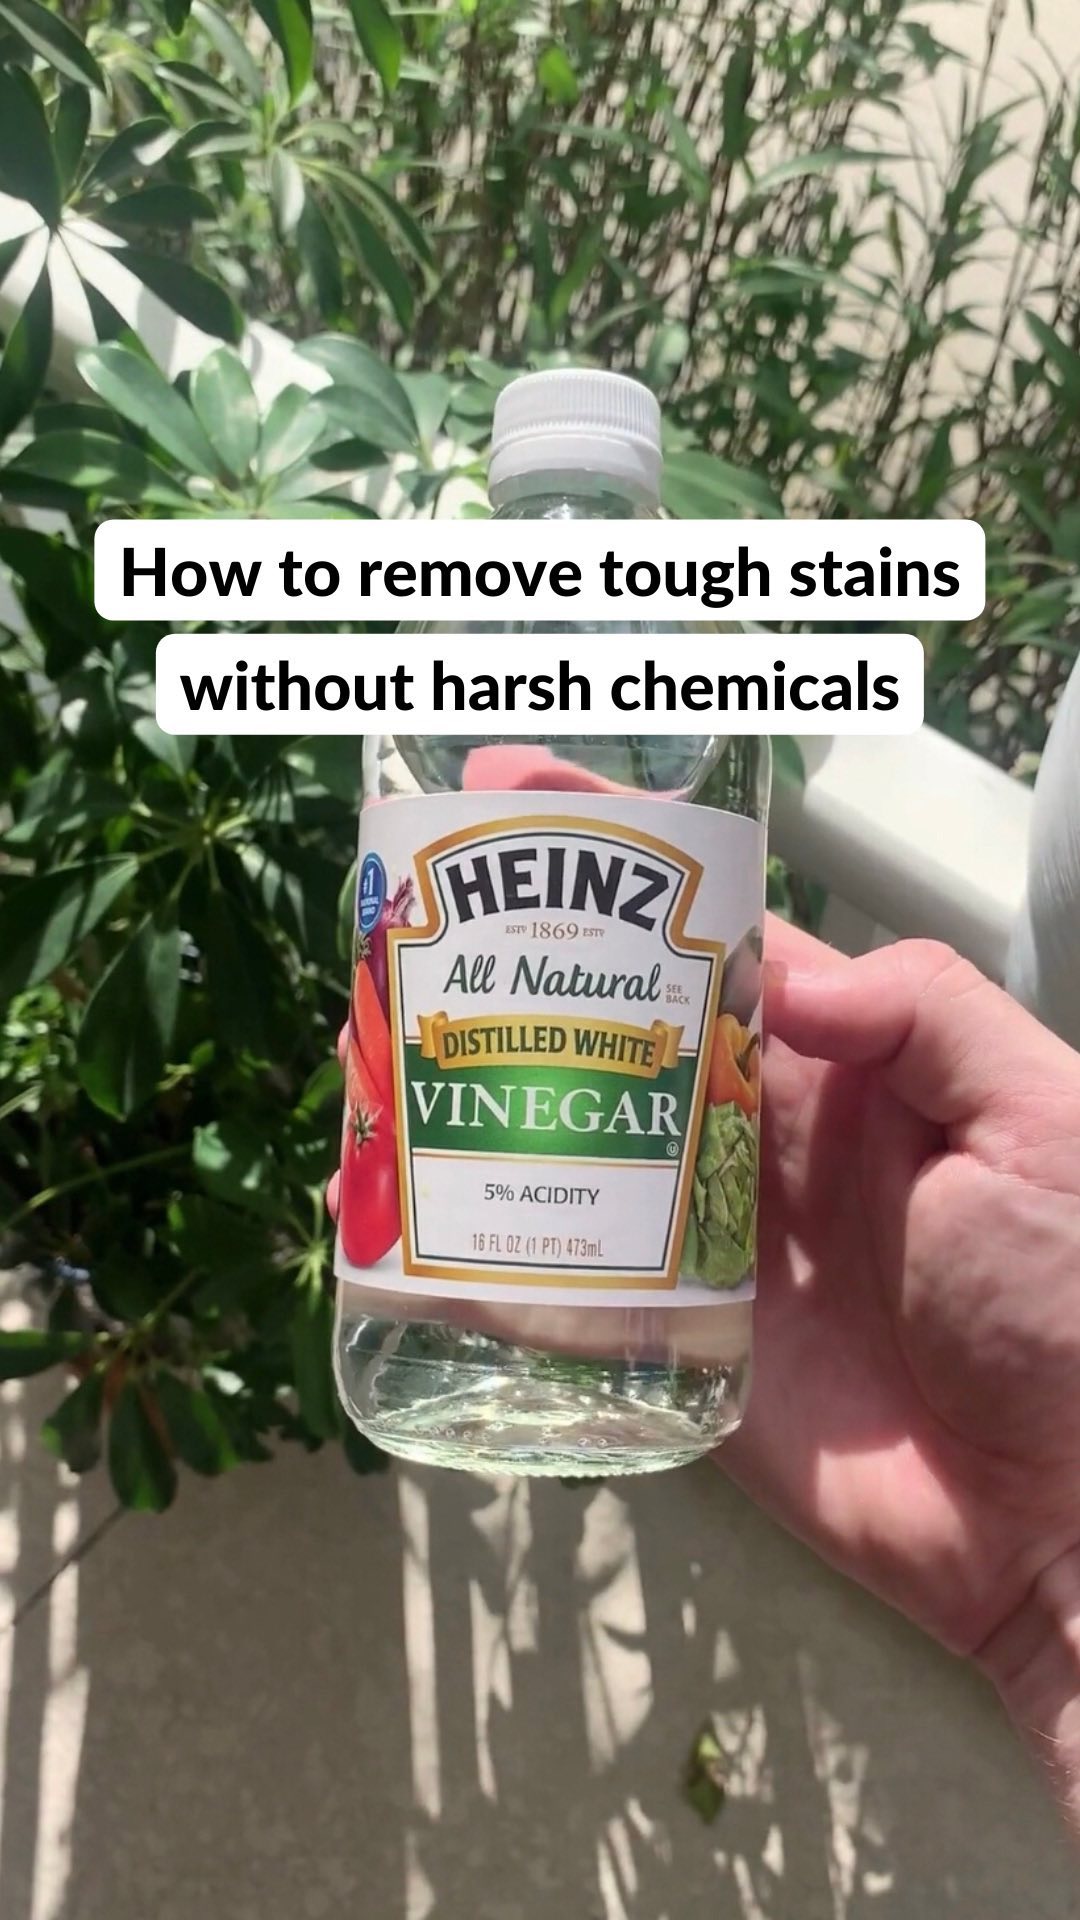 How to remove tough stains
without harsh chemicals
HEINZ
ESTD 1869 ESTD
All Natural
SEE
BACK
DISTILLED WHITE
VINEGAR
5% ACIDITY
16 FL OZ (1 PT) 473mL